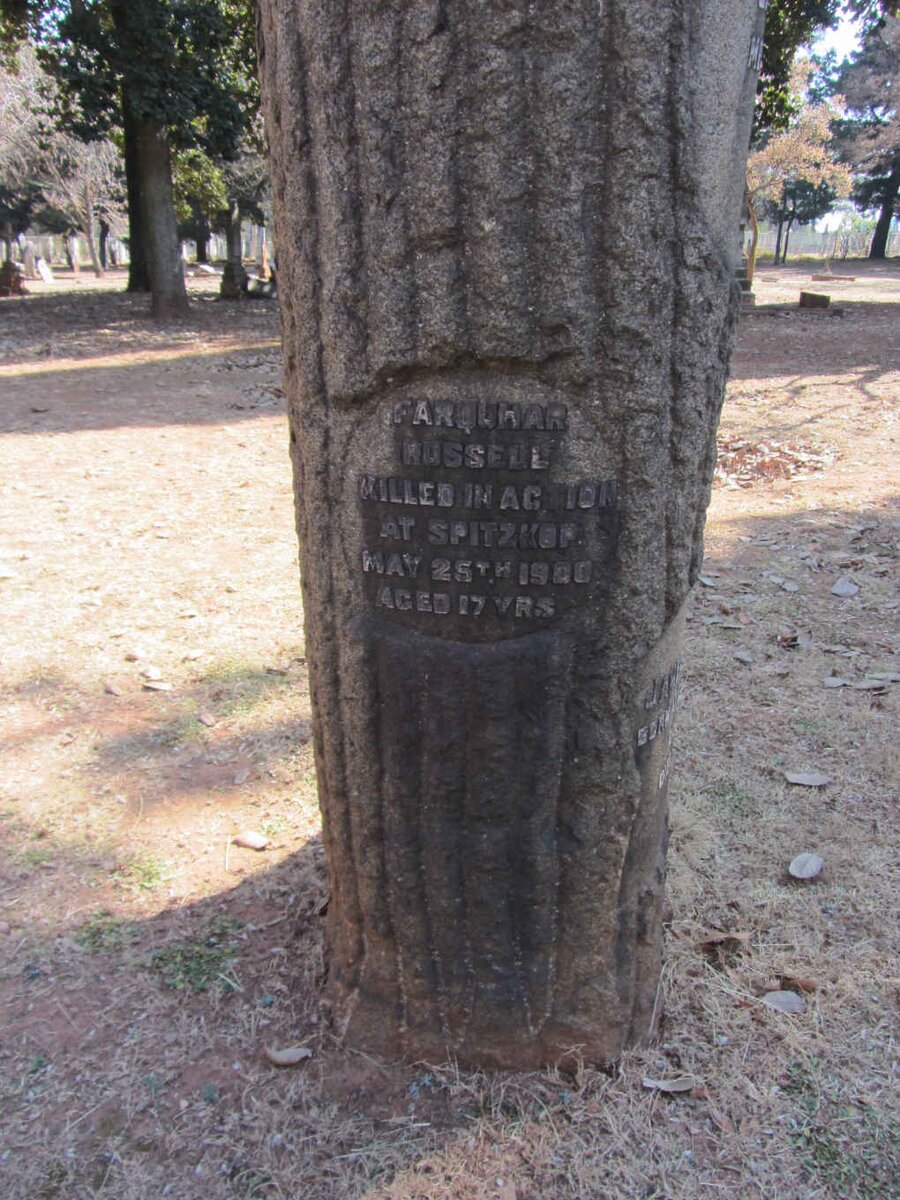 FARQUHAR
RUSSELL
KILLED IN ACTION
AT SPITZKOP.
MAY 25TH 1900
AGED 17 YRS